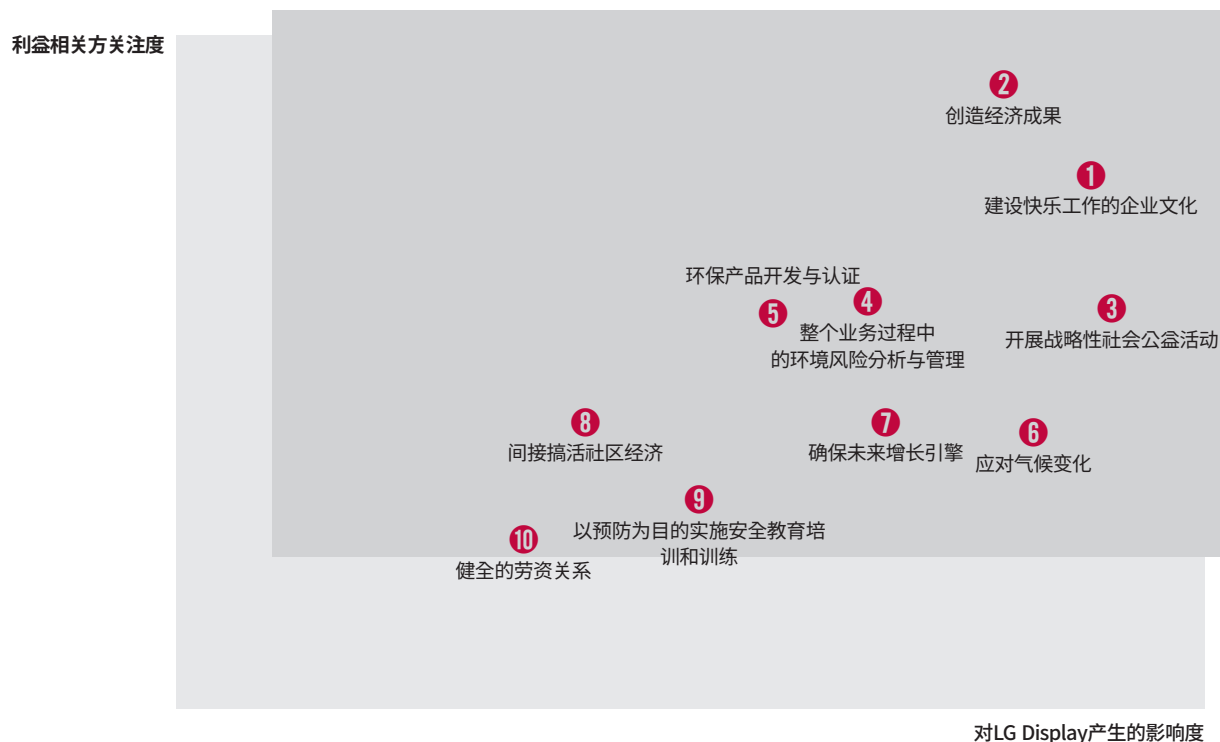 利益相关方关注度
2
创造经济成果
1
建设快乐工作的企业文化
环保产品开发与认证
5
4
整个业务过程中
的环境风险分析与管理
3
开展战略性社会公益活动
8
间接搞活社区经济
7
确保未来增长引擎
6
应对气候变化
9
以预防为目的实施安全教育培
训和训练
10
健全的劳资关系
对LG Display产生的影响度